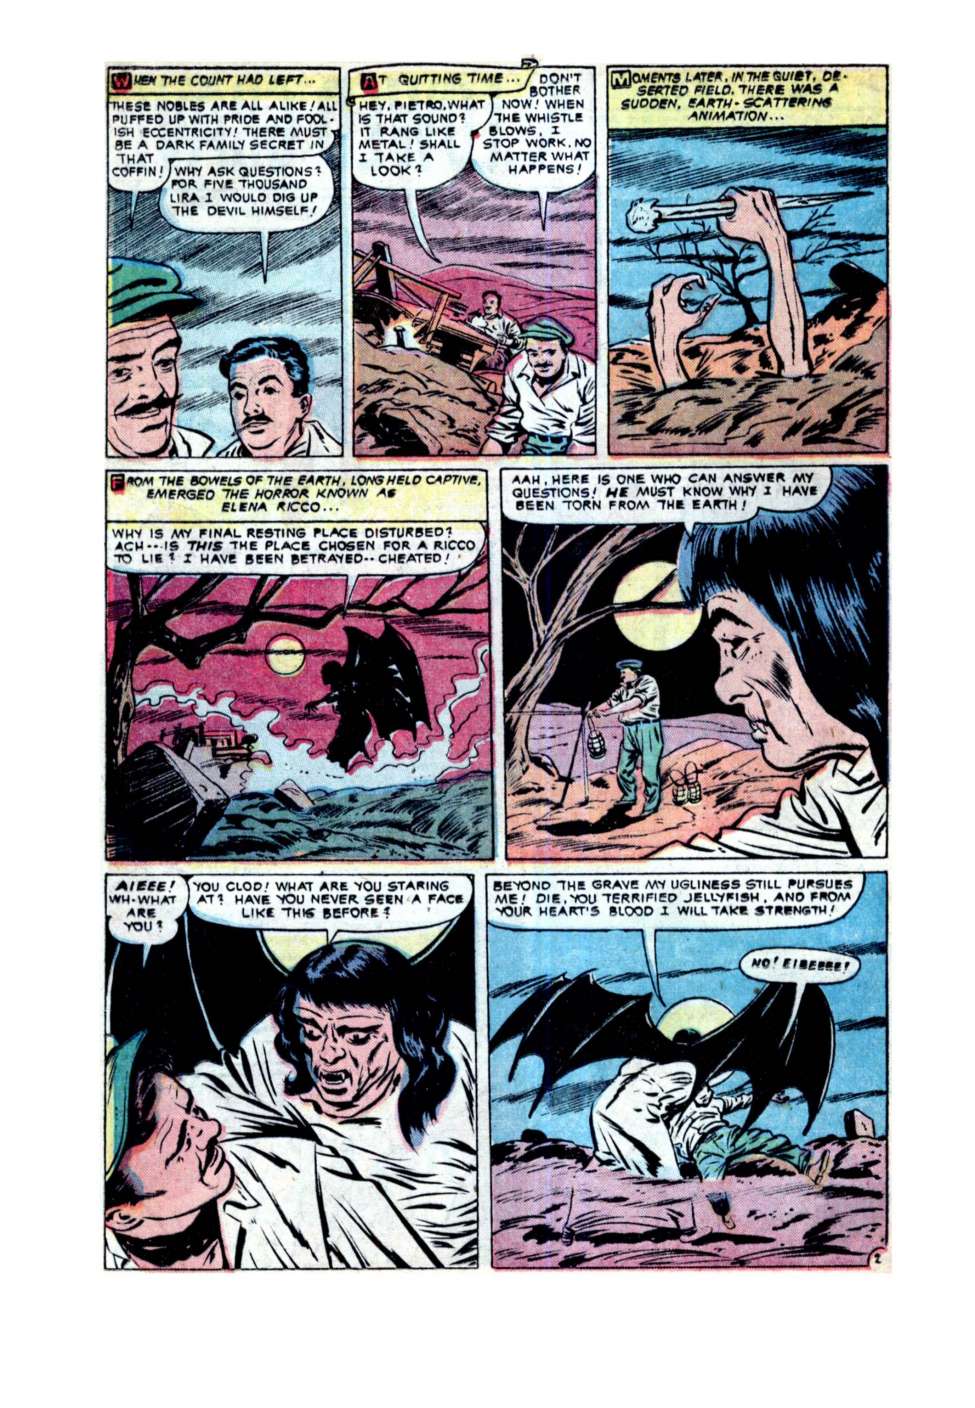 WHEN THE COUNT HAD LEFT...
THESE NOBLES ARE ALL ALIKE! ALL
PUFFED UP WITH PRIDE AND FOOL-
ISH ECCENTRICITY! THERE MUST
BE A DARK FAMILY SECRET IN
THAT
COFFIN!
WHY ASK QUESTIONS?
FOR FIVE THOUSAND
LIRA I WOULD DIG UP
THE DEVIL HIMSELF!
AT QUITTING TIME...
HEY, PIETRO, WHAT
IS THAT SOUND?
IT RANG LIKE
METAL! SHALL
I TAKE A
LOOK?
DON'T
BOTHER
NOW! WHEN
THE WHISTLE
BLOWS, I
STOP WORK, NO
MATTER WHAT
HAPPENS!
MOMENTS LATER, IN THE QUIET, DE-
SERTED FIELD, THERE WAS A
SUDDEN, EARTH-SCATTERING
ANIMATION...
FROM THE BOWELS OF THE EARTH, LONG HELD CAPTIVE,
EMERGED THE HORROR KNOWN AS
ELENA RICCO...
WHY IS MY FINAL RESTING PLACE DISTURBED?
ACH--IS THIS THE PLACE CHOSEN FOR A RICCO
TO LIE? I HAVE BEEN BETRAYED--CHEATED!
AAH, HERE IS ONE WHO CAN ANSWER MY
QUESTIONS! HE MUST KNOW WHY I HAVE
BEEN TORN FROM THE EARTH!
AIEEE!
WH-WHAT
ARE
YOU?
YOU CLOD! WHAT ARE YOU STARING
AT? HAVE YOU NEVER SEEN A FACE
LIKE THIS BEFORE?
BEYOND THE GRAVE MY UGLINESS STILL PURSUES
ME! DIE, YOU TERRIFIED JELLYFISH, AND FROM
YOUR HEART'S BLOOD I WILL TAKE STRENGTH!
NO! EIEEEEE!
2